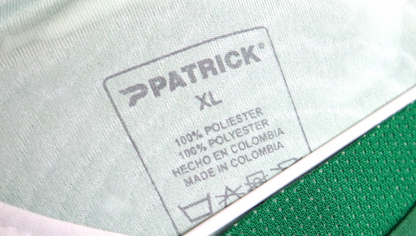 PATRICK®
XL
100% POLIESTER
100% POLYESTER
HECHO EN COLOMBIA
MADE IN COLOMBIA